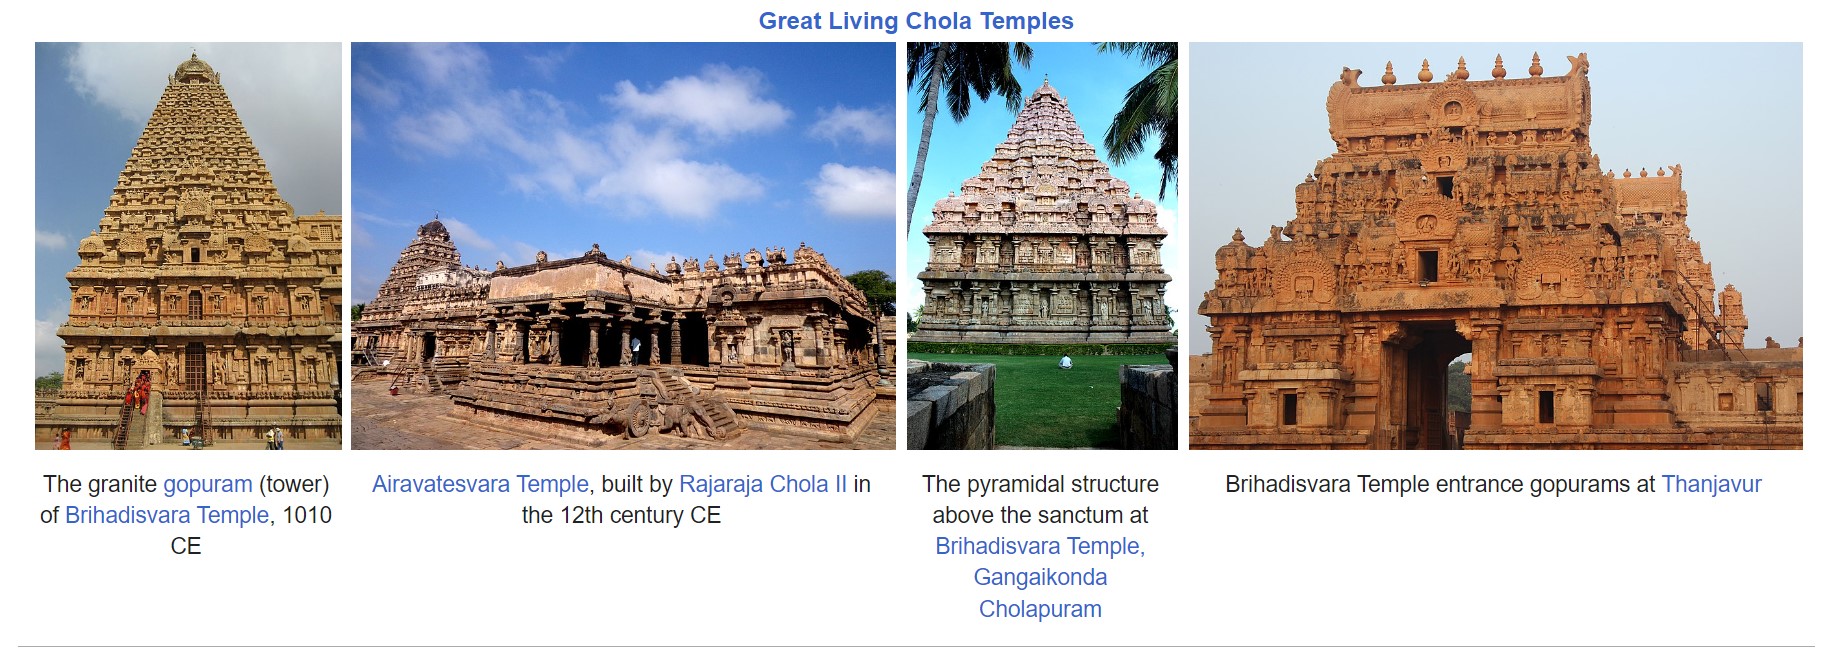 Great Living Chola Temples
The granite gopuram (tower)
of Brihadisvara Temple, 1010
CE
Airavatesvara Temple, built by Rajaraja Chola II in
the 12th century CE
The pyramidal structure
above the sanctum at
Brihadisvara Temple,
Gangaikonda
Cholapuram
Brihadisvara Temple entrance gopurams at Thanjavur